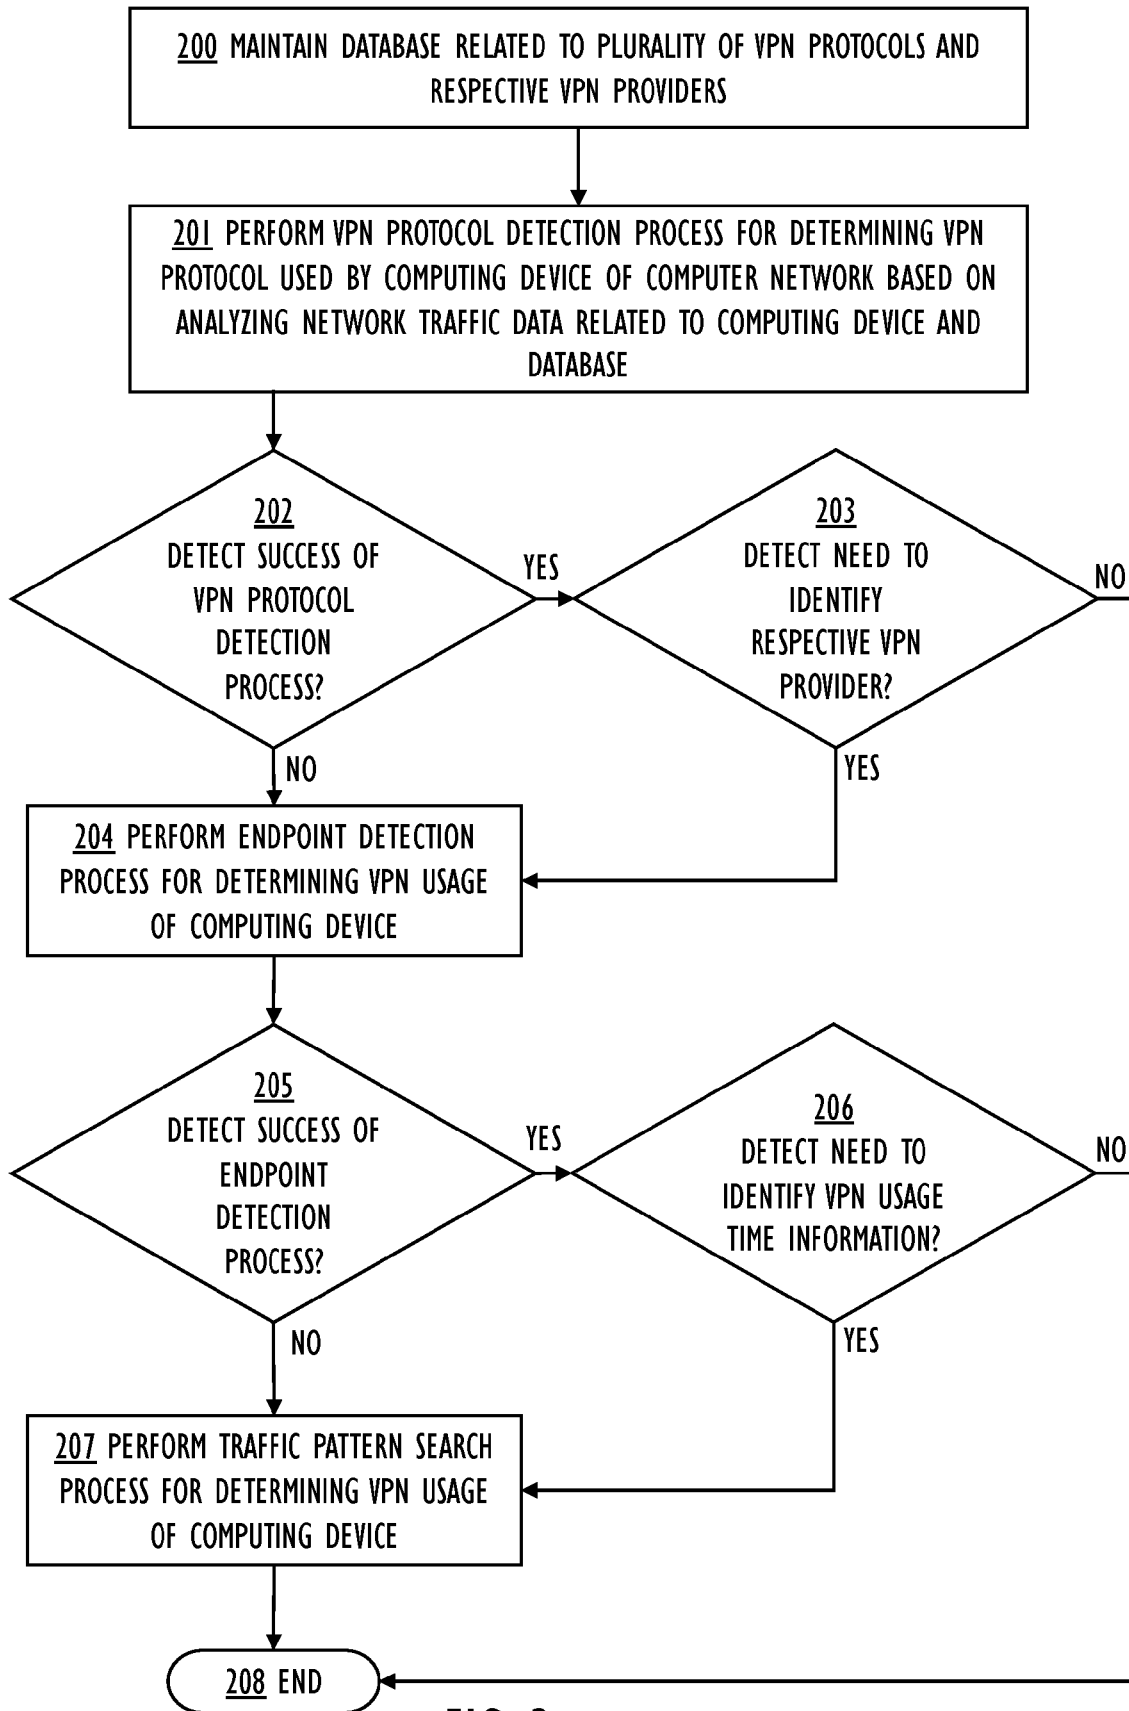 200 MAINTAIN DATABASE RELATED TO PLURALITY OF VPN PROTOCOLS AND
RESPECTIVE VPN PROVIDERS
201 PERFORM VPN PROTOCOL DETECTION PROCESS FOR DETERMINING VPN
PROTOCOL USED BY COMPUTING DEVICE OF COMPUTER NETWORK BASED ON
ANALYZING NETWORK TRAFFIC DATA RELATED TO COMPUTING DEVICE AND
DATABASE
202
DETECT SUCCESS OF
VPN PROTOCOL
DETECTION
PROCESS?
YES
203
DETECT NEED TO
IDENTIFY
RESPECTIVE VPN
PROVIDER?
NO
NO
YES
204 PERFORM ENDPOINT DETECTION
PROCESS FOR DETERMINING VPN USAGE
OF COMPUTING DEVICE
205
DETECT SUCCESS OF
ENDPOINT
DETECTION
PROCESS?
YES
206
DETECT NEED TO
IDENTIFY VPN USAGE
TIME INFORMATION?
NO
NO
YES
207 PERFORM TRAFFIC PATTERN SEARCH
PROCESS FOR DETERMINING VPN USAGE
OF COMPUTING DEVICE
208 END